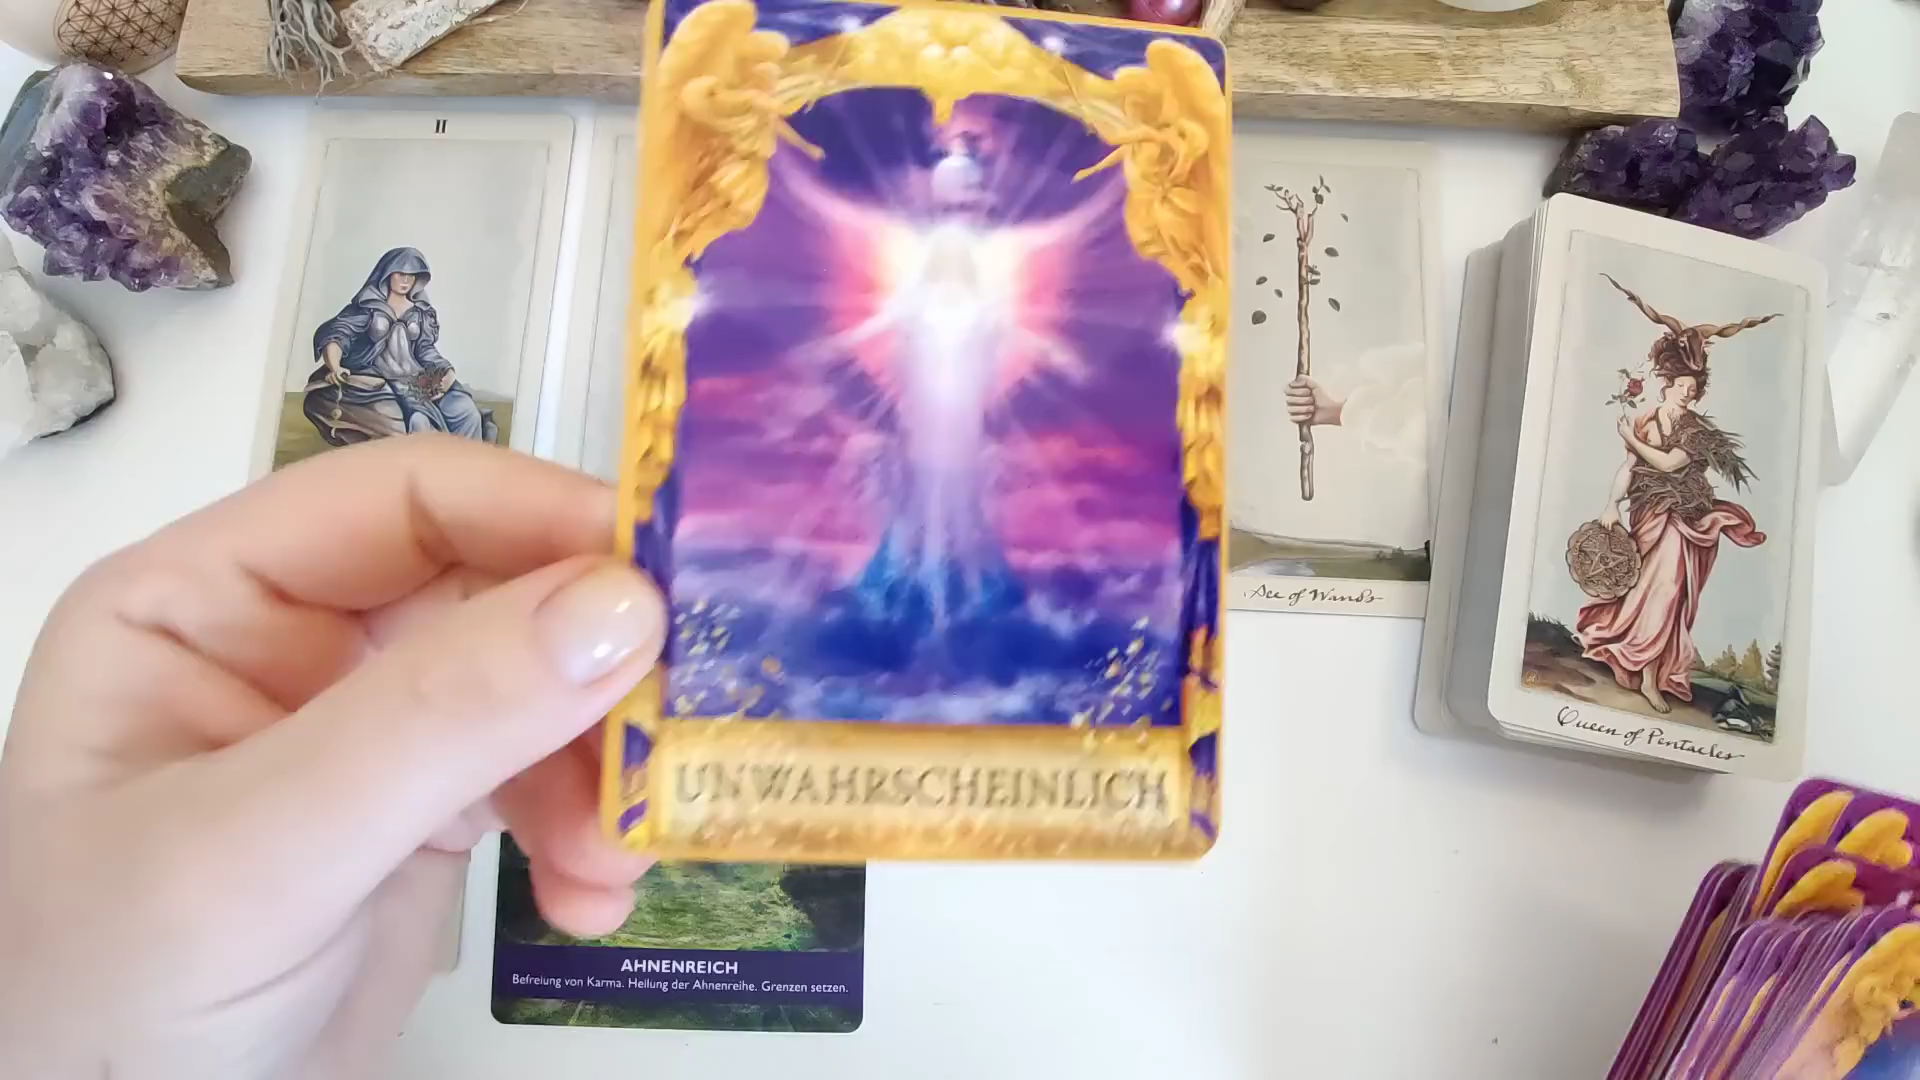 II
Ace of Wands
Queen of Pentacles
UNWAHRSCHEINLICH
AHNENREICH
Befreiung von Karma. Heilung der Ahnenreihe. Grenzen setzen.